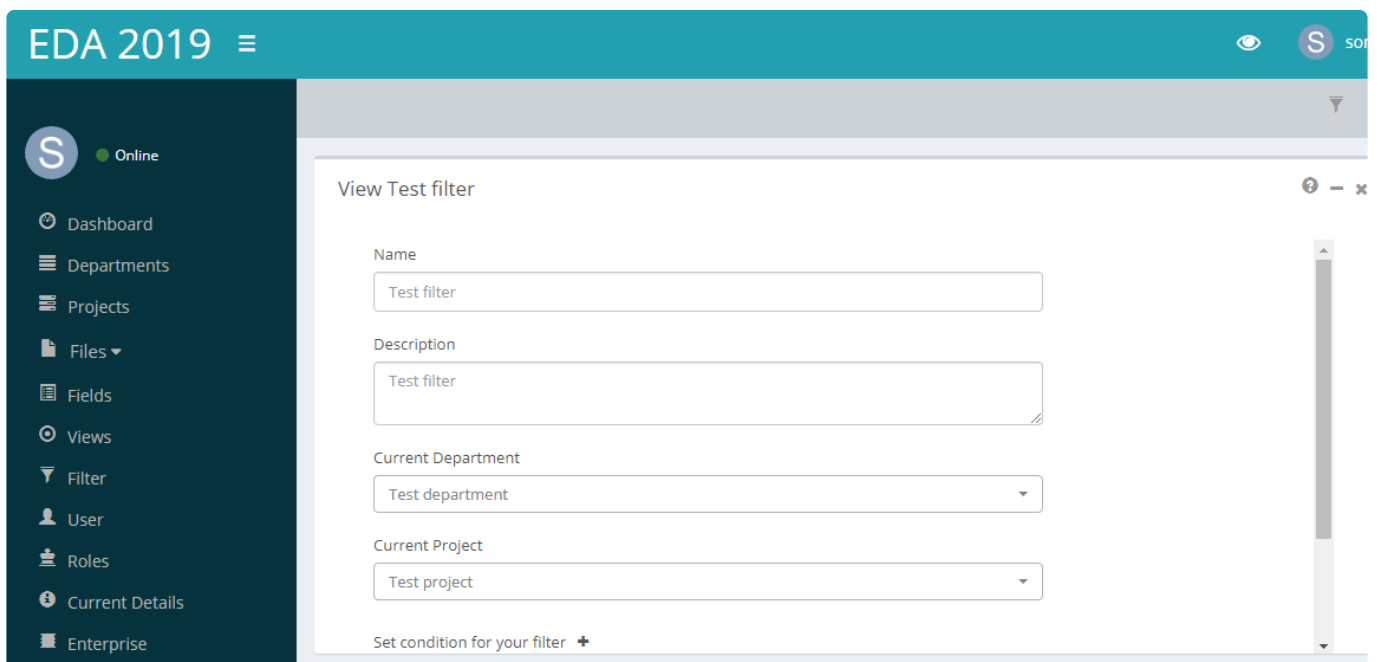 EDA 2019
S
S
Online
Dashboard
Departments
Projects
Files
Fields
Views
Filter
User
Roles
Current Details
Enterprise
View Test filter
Name
Test filter
Description
Test filter
Current Department
Test department
Current Project
Test project
Set condition for your filter